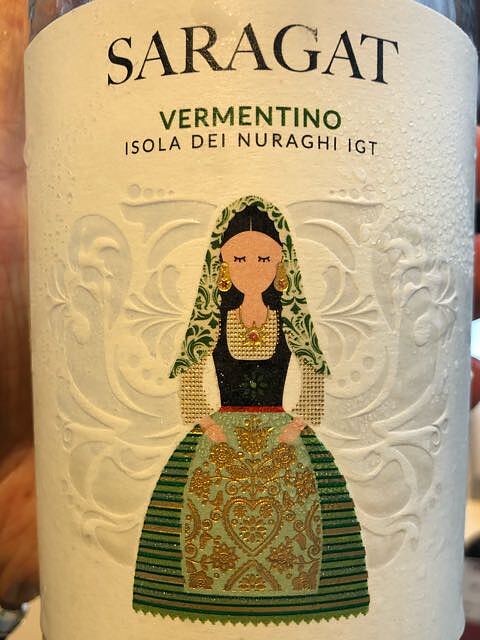 SARAGAT
VERMENTINO
ISOLA DEI NURAGHI IGT